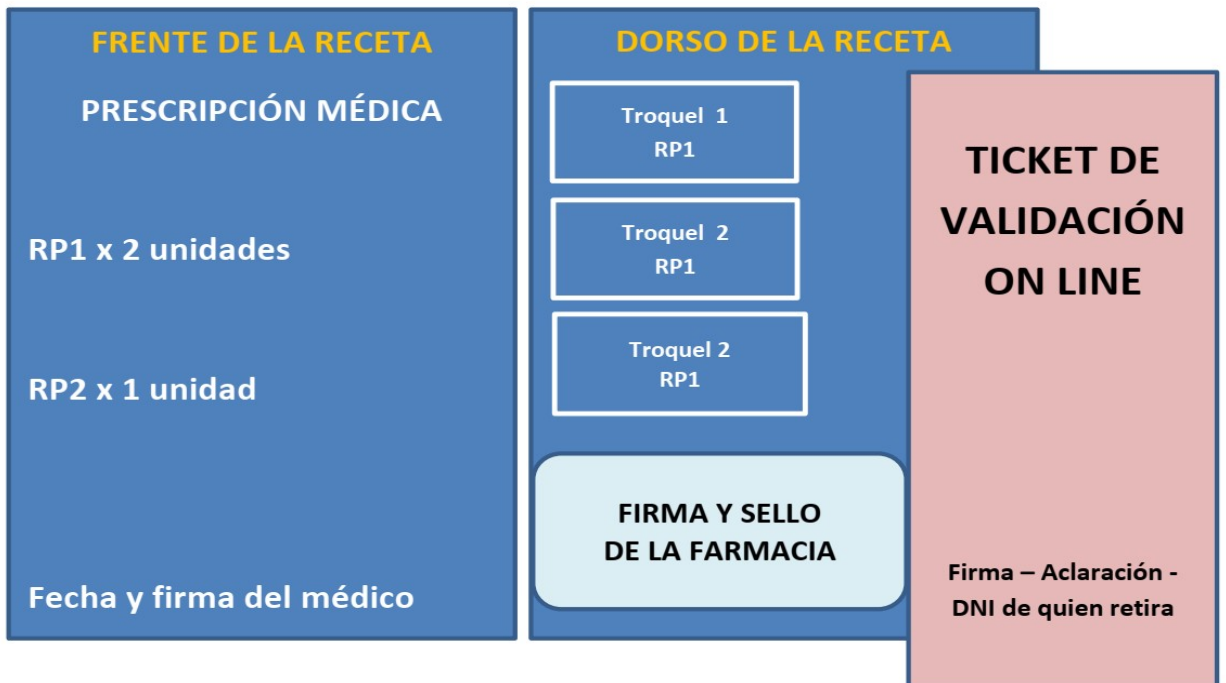 FRENTE DE LA RECETA
PRESCRIPCIÓN MÉDICA
RP1 x 2 unidades
RP2 x 1 unidad
Fecha y firma del médico
DORSO DE LA RECETA
Troquel 1
RP1
Troquel 2
RP1
Troquel 2
RP1
FIRMA Y SELLO
DE LA FARMACIA
TICKET DE
VALIDACIÓN
ON LINE
Firma – Aclaración -
DNI de quien retira